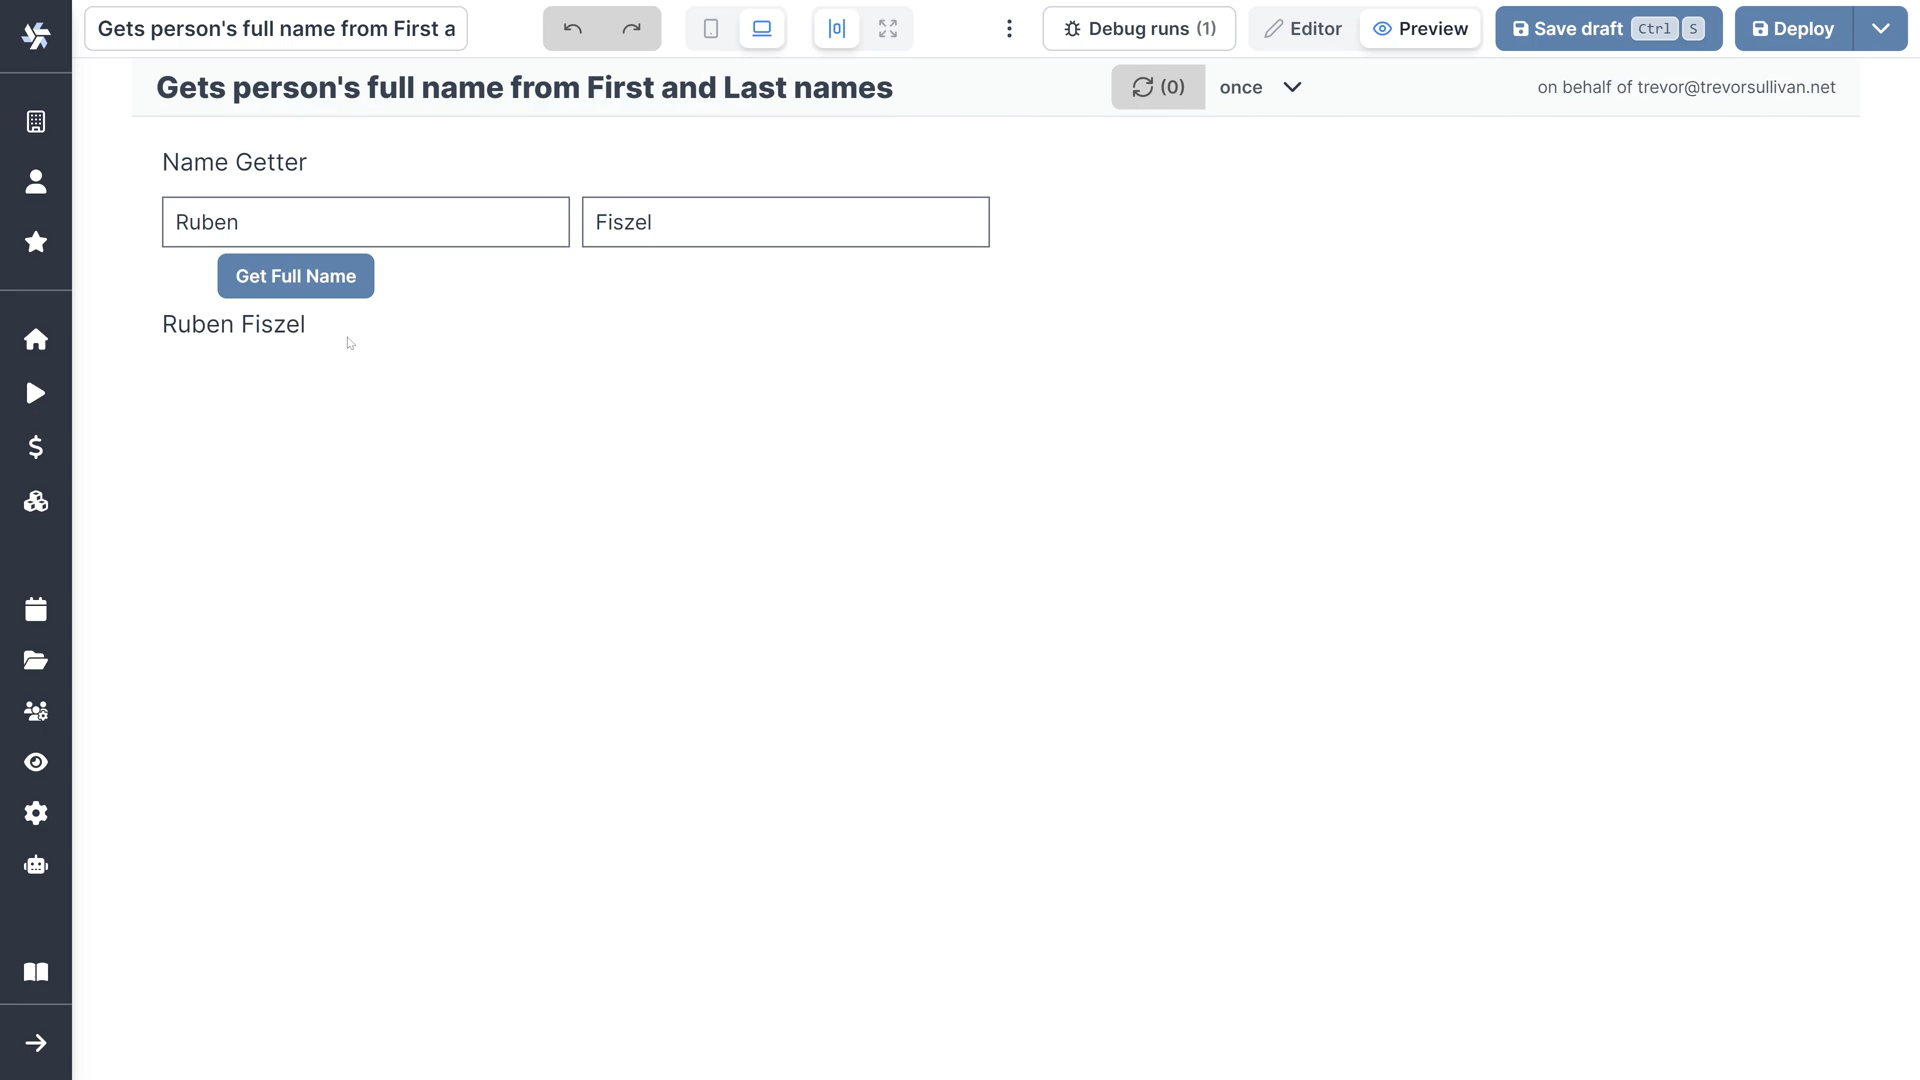 Gets person's full name from First a
Debug runs (1)
Editor
Preview
Save draft Ctrl S
Deploy
Gets person's full name from First and Last names
(0)
once
on behalf of trevor@trevorsullivan.net
Name Getter
Ruben
Fiszel
Get Full Name
Ruben Fiszel